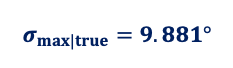 σmax|true = 9.881°